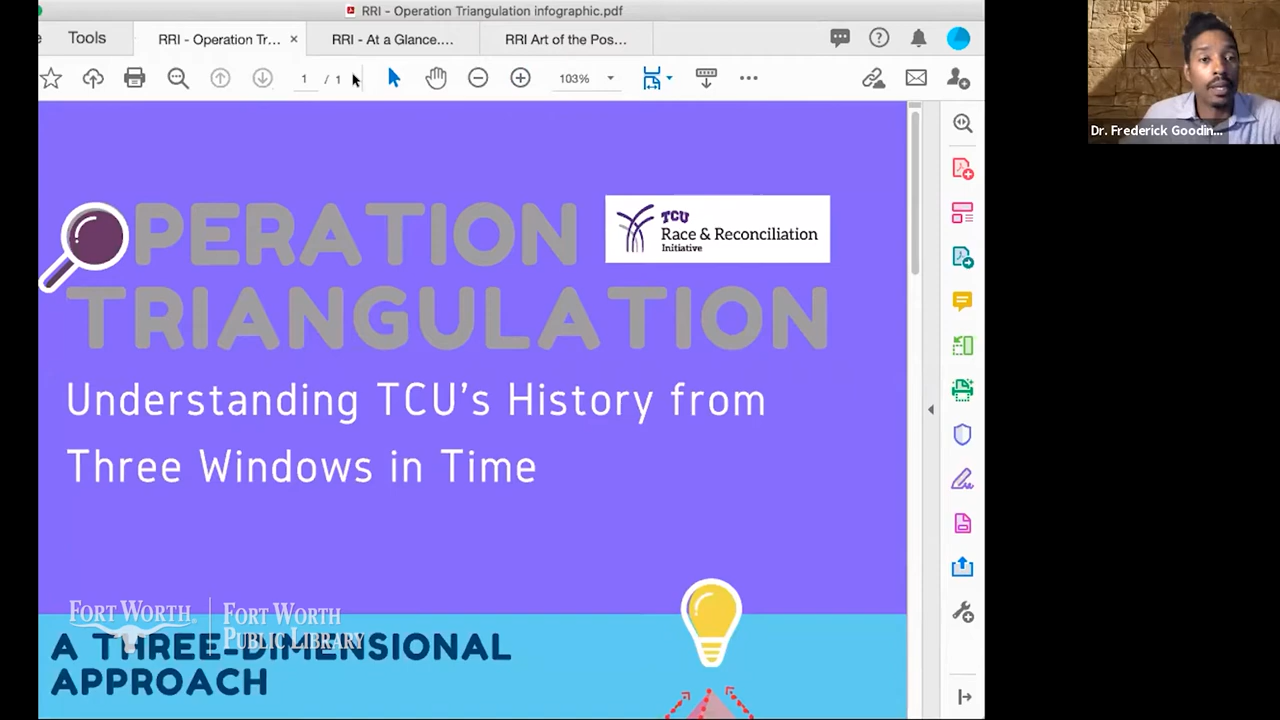 RRI - Operation Triangulation infographic.pdf
Tools
RRI - Operation Tr... ×
RRI - At a Glance....
RRI Art of the Pos...
1 / 1
103%
Dr. Frederick Goodin...
OPERATION
TRIANGULATION
TCU
Race & Reconciliation
Initiative
Understanding TCU's History from
Three Windows in Time
FORT WORTH®
FORT WORTH
PUBLIC LIBRARY
A THREE-DIMENSIONAL
APPROACH